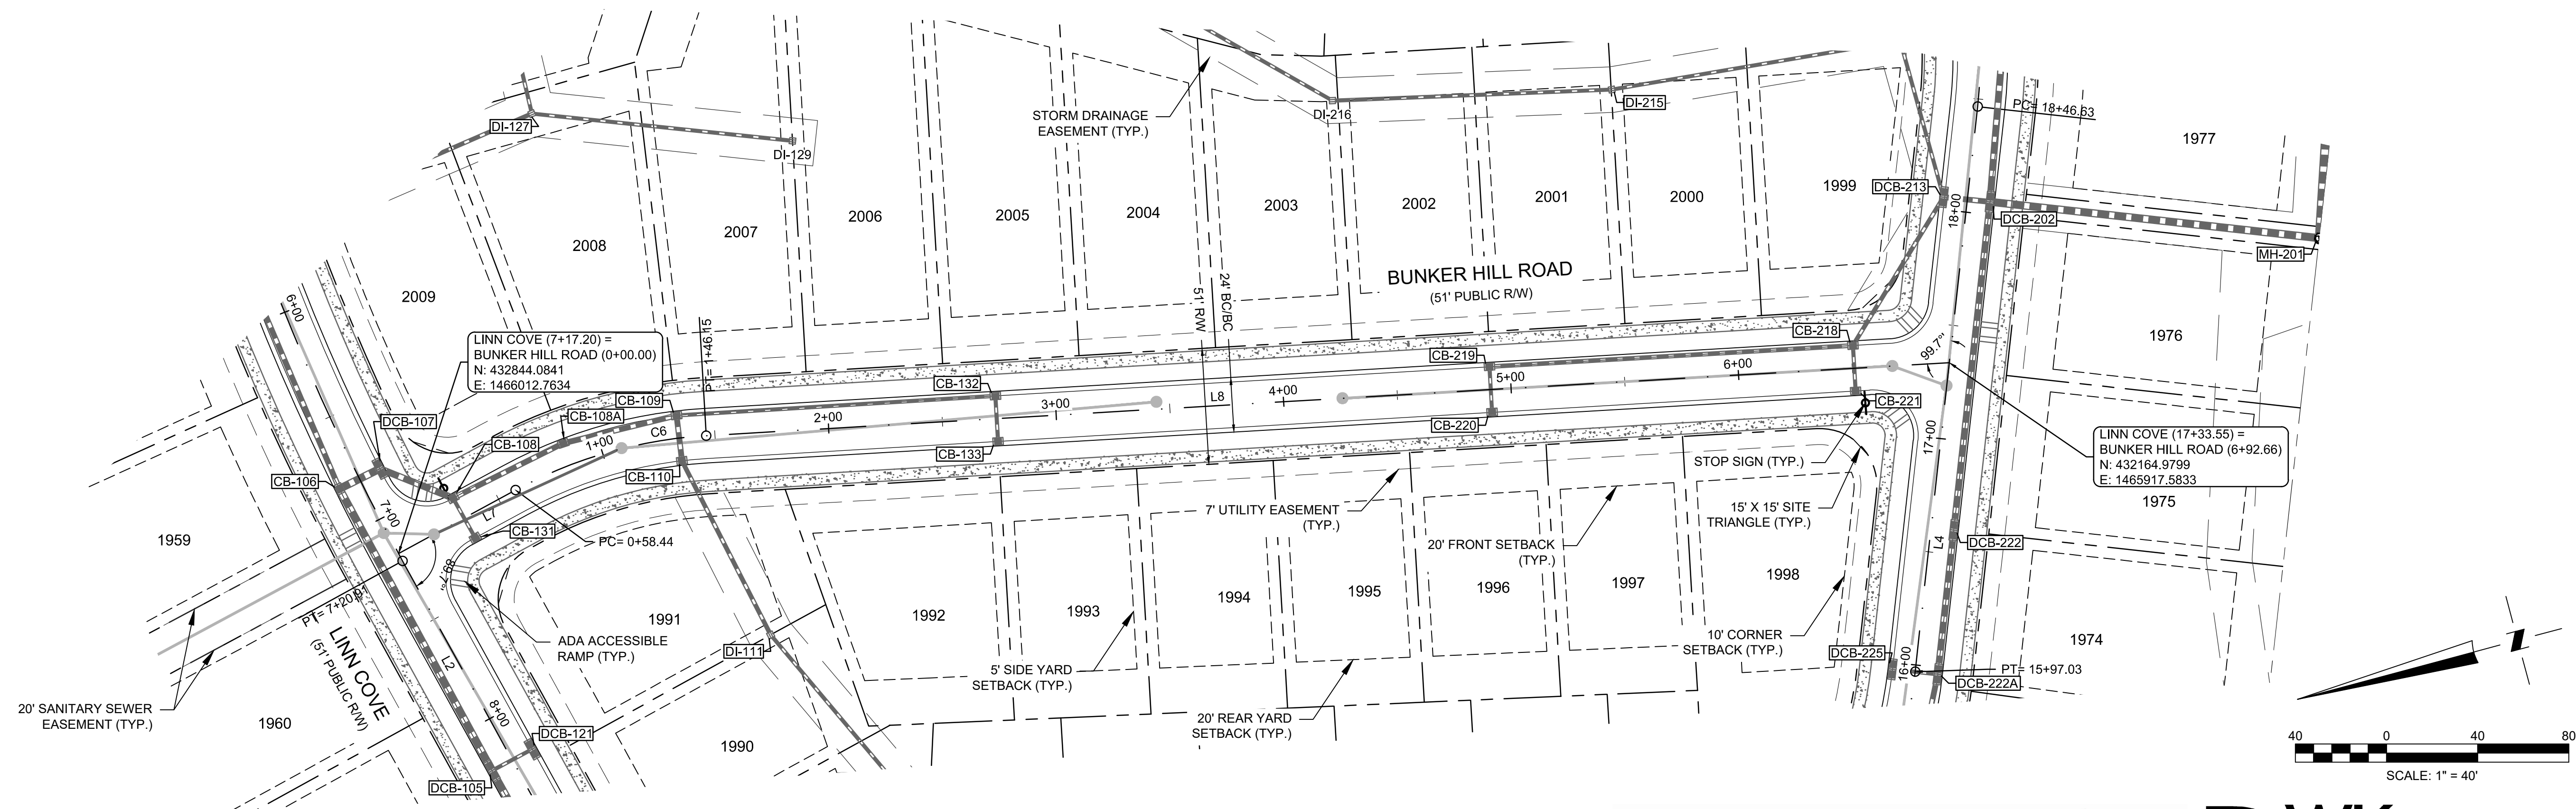 DI-127
DI-129
STORM DRAINAGE
EASEMENT (TYP.)
DI-216
DI-215
PC= 18+46.63
1977
2009
2008
2007
2006
2005
2004
2003
2002
2001
2000
1999
DCB-213
18+00
DCB-202
MH-201
6+00
LINN COVE (7+17.20) =
BUNKER HILL ROAD (0+00.00)
N: 432844.0841
E: 1466012.7634
PT= 1+46.15
51' R/W
24' BC/BC
BUNKER HILL ROAD
(51' PUBLIC R/W)
CB-218
99.7°
1976
CB-109
CB-132
CB-219
6+00
5+00
4+00
L8
3+00
2+00
DCB-107
CB-108A
CB-108
1+00
C6
CB-221
CB-220
CB-133
CB-110
CB-106
7+00
L7
CB-131
PC= 0+58.44
89.7°
17+00
LINN COVE (17+33.55) =
BUNKER HILL ROAD (6+92.66)
N: 432164.9799
E: 1465917.5833
STOP SIGN (TYP.)
7' UTILITY EASEMENT
(TYP.)
15' X 15' SITE
TRIANGLE (TYP.)
20' FRONT SETBACK
(TYP.)
1975
L4
DCB-222
1959
PT= 7+20.91
LINN COVE
(51' PUBLIC R/W)
L2
ADA ACCESSIBLE
RAMP (TYP.)
1991
DI-111
1992
1993
1994
1995
1996
1997
1998
5' SIDE YARD
SETBACK (TYP.)
10' CORNER
SETBACK (TYP.)
1974
DCB-225
16+00
PT= 15+97.03
DCB-222A
20' SANITARY SEWER
EASEMENT (TYP.)
1960
8+00
DCB-121
1990
20' REAR YARD
SETBACK (TYP.)
DCB-105
Z
40 0 40 80
SCALE: 1" = 40'